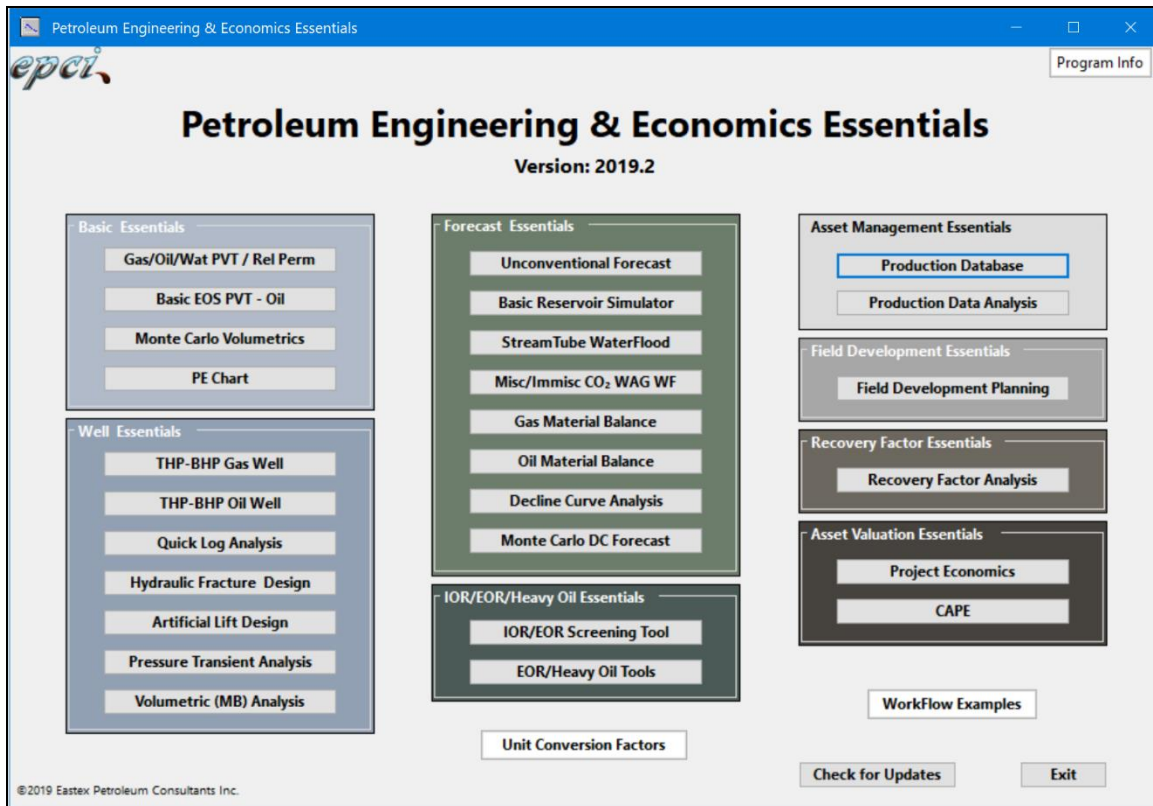 Petroleum Engineering & Economics Essentials
epci
Program Info
Petroleum Engineering & Economics Essentials
Version: 2019.2
Basic Essentials
Gas/Oil/Wat PVT / Rel Perm
Basic EOS PVT - Oil
Monte Carlo Volumetrics
PE Chart
Well Essentials
THP-BHP Gas Well
THP-BHP Oil Well
Quick Log Analysis
Hydraulic Fracture Design
Artificial Lift Design
Pressure Transient Analysis
Volumetric (MB) Analysis
Forecast Essentials
Unconventional Forecast
Basic Reservoir Simulator
StreamTube WaterFlood
Misc/Immisc CO₂ WAG WF
Gas Material Balance
Oil Material Balance
Decline Curve Analysis
Monte Carlo DC Forecast
IOR/EOR/Heavy Oil Essentials
IOR/EOR Screening Tool
EOR/Heavy Oil Tools
Unit Conversion Factors
Asset Management Essentials
Production Database
Production Data Analysis
Field Development Essentials
Field Development Planning
Recovery Factor Essentials
Recovery Factor Analysis
Asset Valuation Essentials
Project Economics
CAPE
WorkFlow Examples
Check for Updates
Exit
©2019 Eastex Petroleum Consultants Inc.